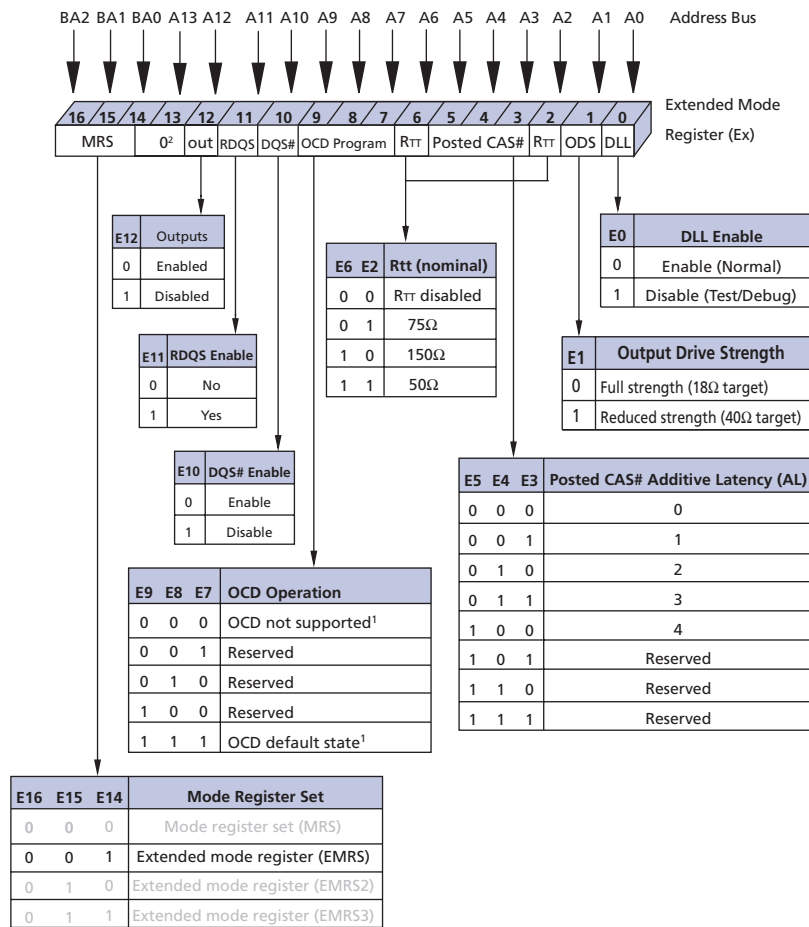 BA2 BA1 BA0 A13 A12 A11 A10 A9 A8 A7 A6 A5 A4 A3 A2 A1 A0 Address Bus
16 15 14 13 12 11 10 9 8 7 6 5 4 3 2 1 0 Extended Mode
Register (Ex)
MRS 0² out RDQS DQS# OCD Program RTT Posted CAS# RTT ODS DLL
E12 Outputs
0 Enabled
1 Disabled
E11 RDQS Enable
0 No
1 Yes
E10 DQS# Enable
0 Enable
1 Disable
E6 E2 Rtt (nominal)
0 0 RTT disabled
0 1 75Ω
1 0 150Ω
1 1 50Ω
E0 DLL Enable
0 Enable (Normal)
1 Disable (Test/Debug)
E1 Output Drive Strength
0 Full strength (18Ω target)
1 Reduced strength (40Ω target)
E5 E4 E3 Posted CAS# Additive Latency (AL)
0 0 0 0
0 0 1 1
0 1 0 2
0 1 1 3
1 0 0 4
1 0 1 Reserved
1 1 0 Reserved
1 1 1 Reserved
E9 E8 E7 OCD Operation
0 0 0 OCD not supported¹
0 0 1 Reserved
0 1 0 Reserved
1 0 0 Reserved
1 1 1 OCD default state¹
E16 E15 E14 Mode Register Set
0 0 0 Mode register set (MRS)
0 0 1 Extended mode register (EMRS)
0 1 0 Extended mode register (EMRS2)
0 1 1 Extended mode register (EMRS3)